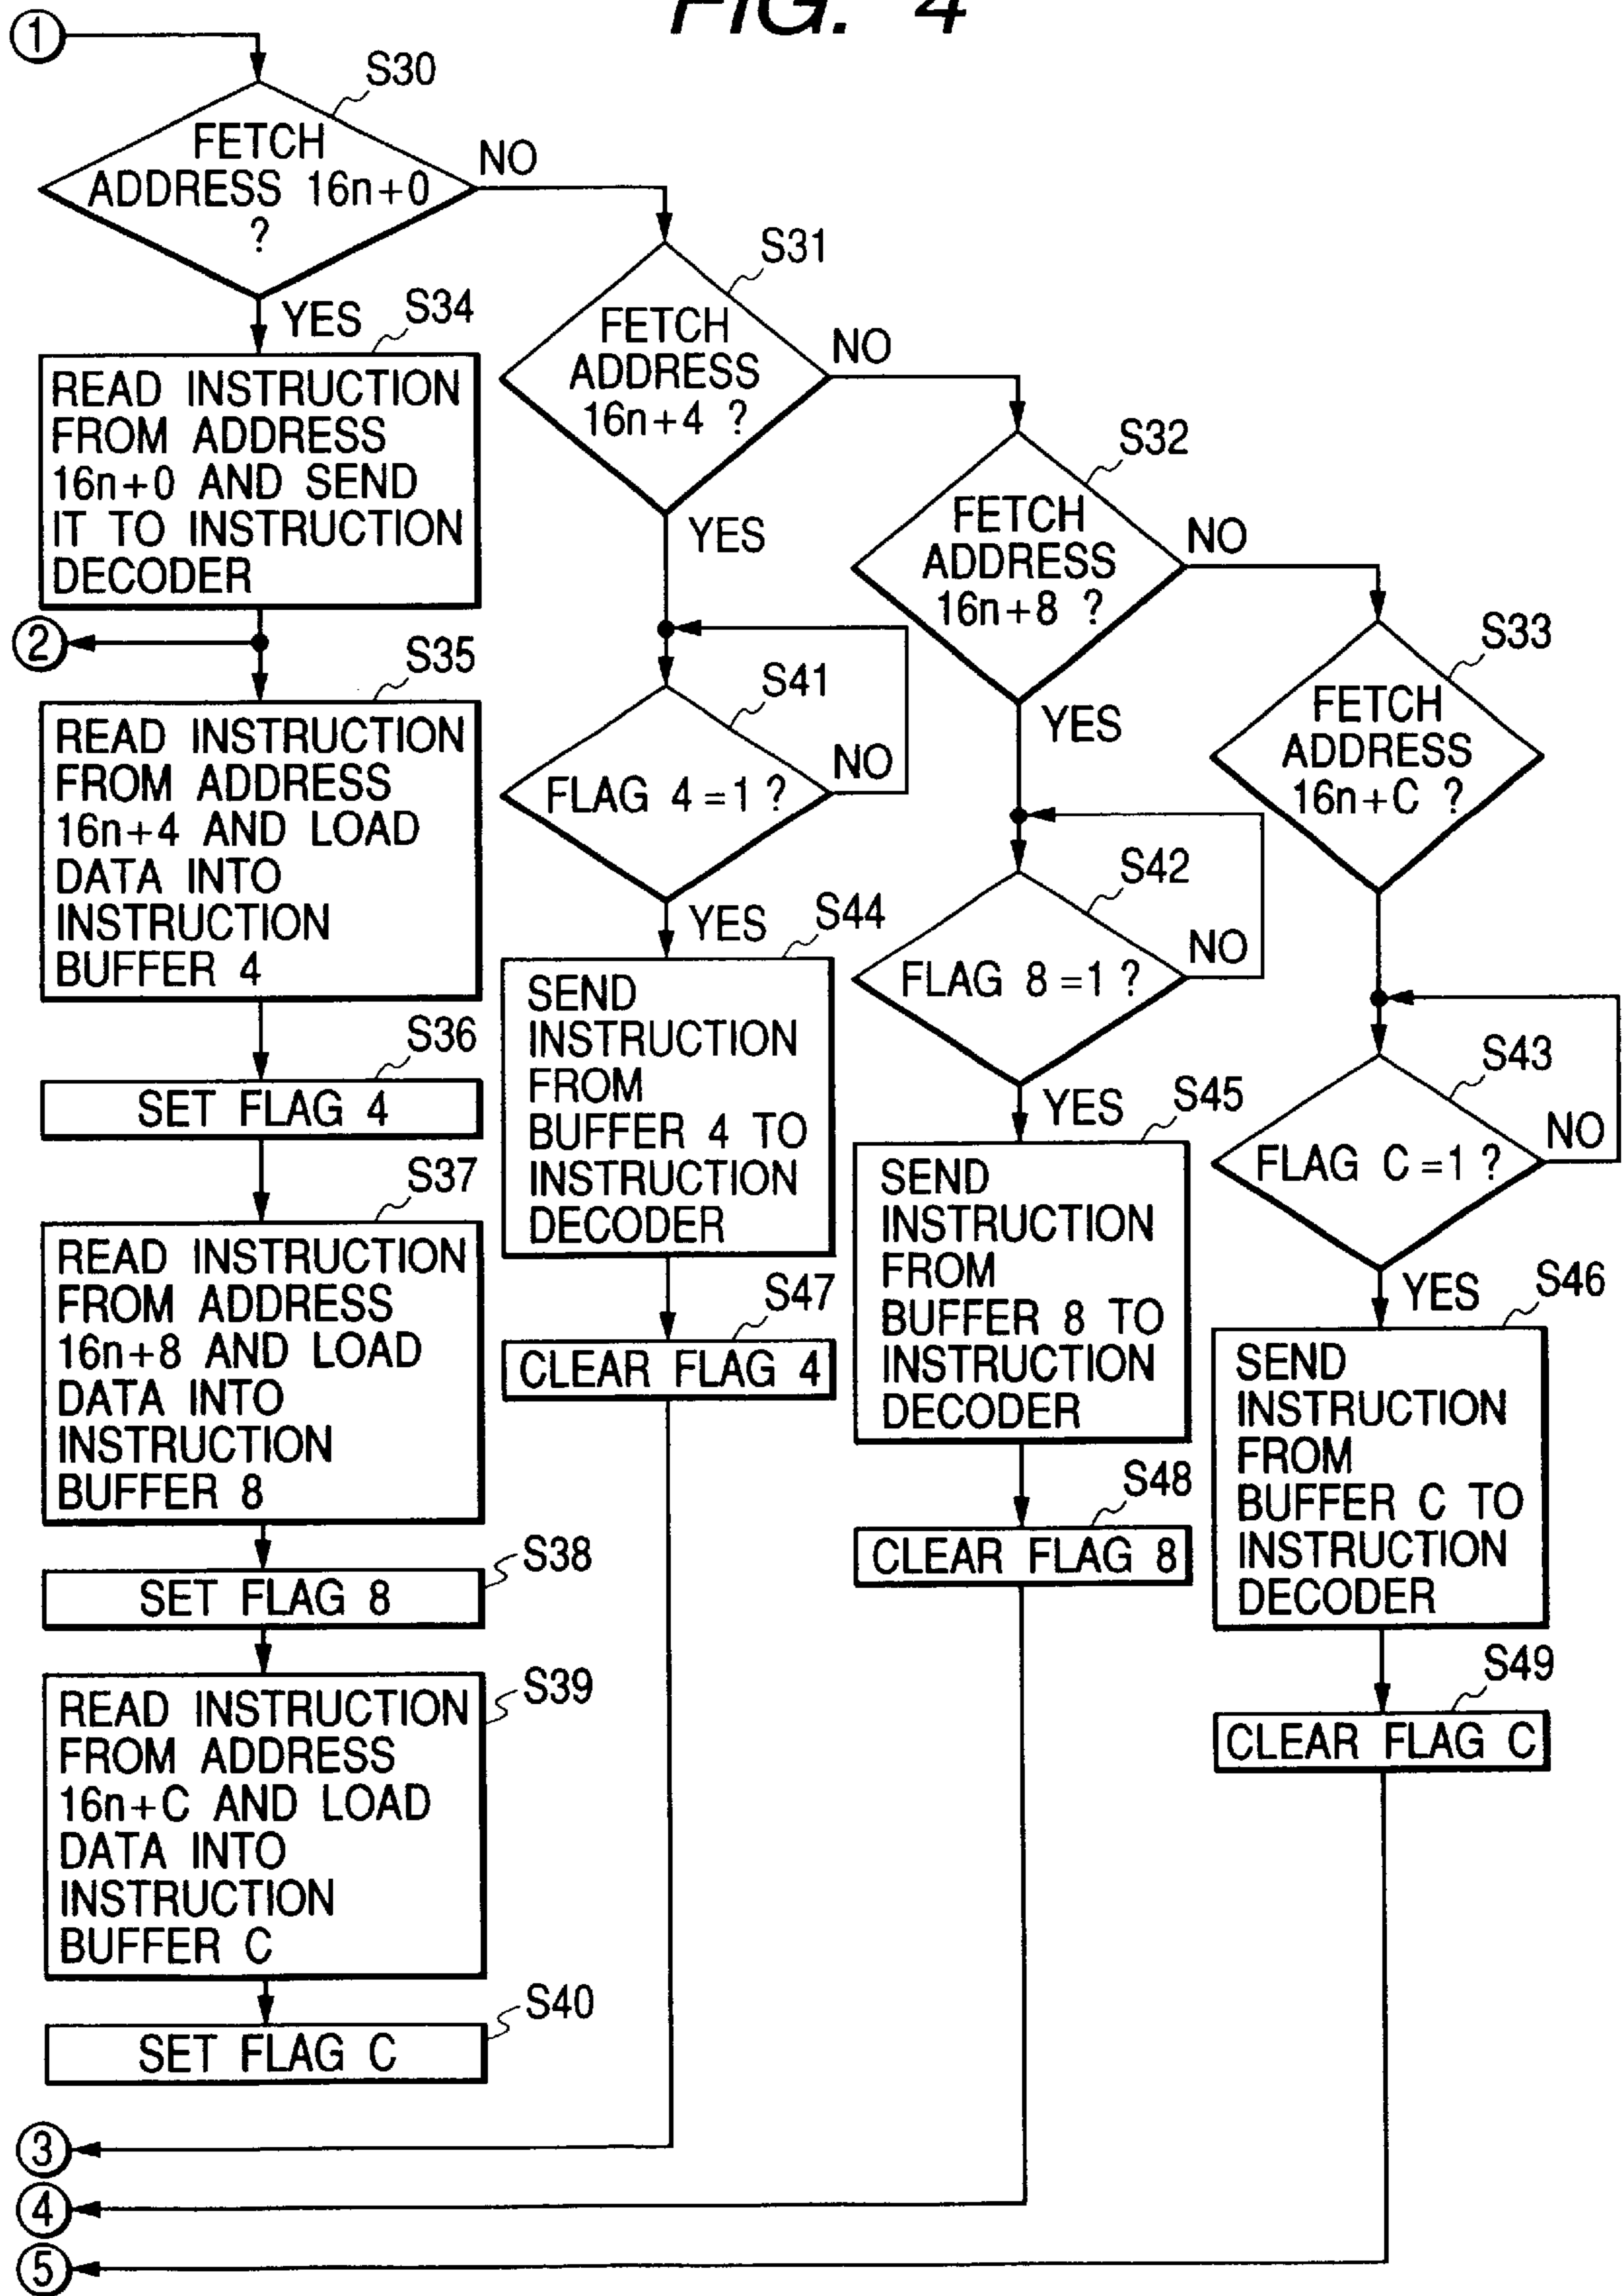 FIG. 4
1
S30
FETCH
ADDRESS 16n+0
?
NO
YES
S34
READ INSTRUCTION
FROM ADDRESS
16n+0 AND SEND
IT TO INSTRUCTION
DECODER
2
S35
READ INSTRUCTION
FROM ADDRESS
16n+4 AND LOAD
DATA INTO
INSTRUCTION
BUFFER 4
S36
SET FLAG 4
S37
READ INSTRUCTION
FROM ADDRESS
16n+8 AND LOAD
DATA INTO
INSTRUCTION
BUFFER 8
S38
SET FLAG 8
S39
READ INSTRUCTION
FROM ADDRESS
16n+C AND LOAD
DATA INTO
INSTRUCTION
BUFFER C
S40
SET FLAG C
S31
FETCH
ADDRESS
16n+4 ?
NO
YES
S41
FLAG 4=1 ?
NO
YES
S44
SEND
INSTRUCTION
FROM
BUFFER 4 TO
INSTRUCTION
DECODER
S47
CLEAR FLAG 4
S32
FETCH
ADDRESS
16n+8 ?
NO
YES
S42
FLAG 8=1 ?
NO
YES
S45
SEND
INSTRUCTION
FROM
BUFFER 8 TO
INSTRUCTION
DECODER
S48
CLEAR FLAG 8
S33
FETCH
ADDRESS
16n+C ?
S43
FLAG C=1 ?
NO
YES
S46
SEND
INSTRUCTION
FROM
BUFFER C TO
INSTRUCTION
DECODER
S49
CLEAR FLAG C
3
4
5